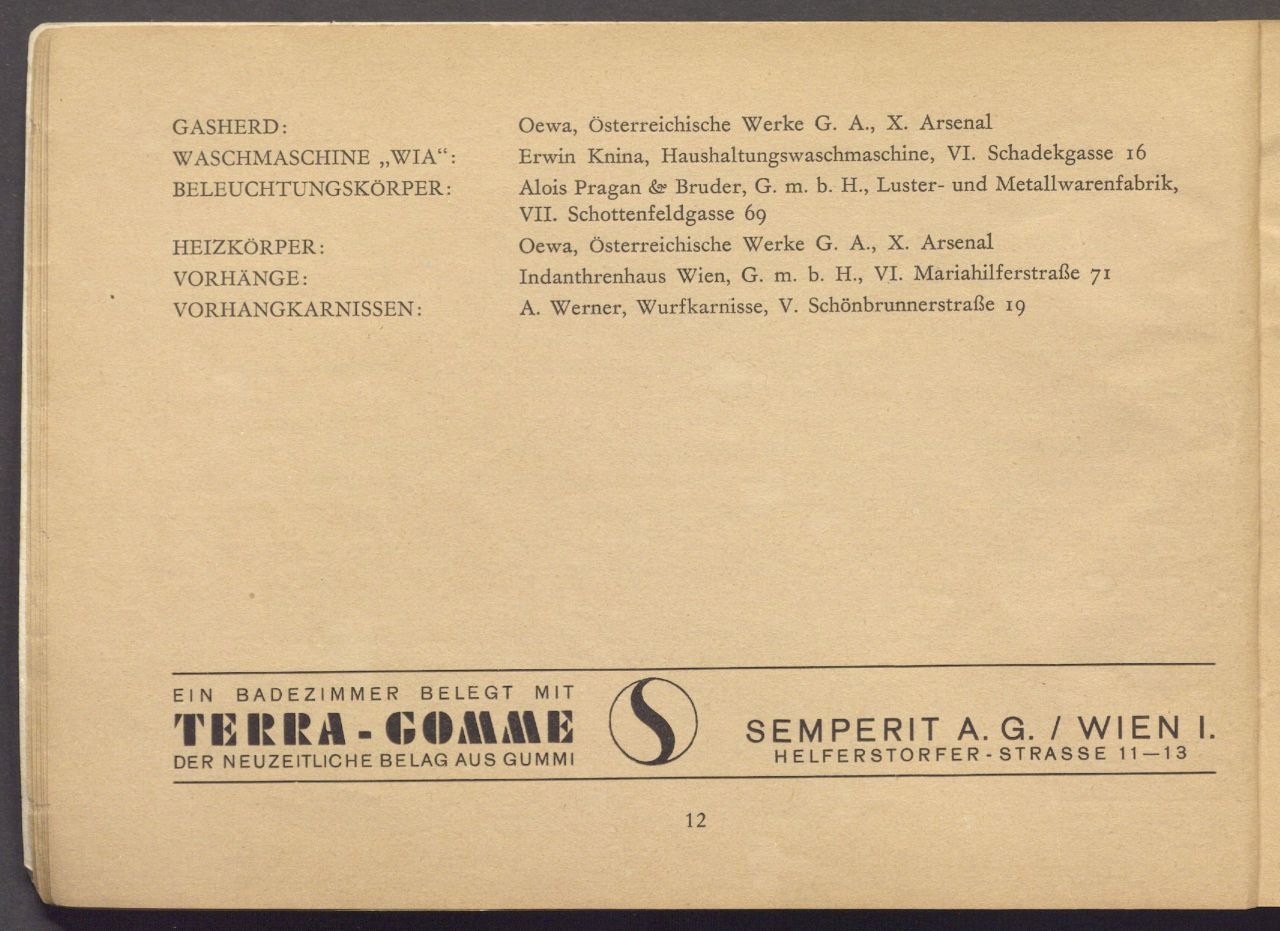 GASHERD: Oewa, Österreichische Werke G. A., X. Arsenal
WASCHMASCHINE „WIA“: Erwin Knina, Haushaltungswaschmaschine, VI. Schadekgasse 16
BELEUCHTUNGSKÖRPER: Alois Pragan & Bruder, G. m. b. H., Luster- und Metallwarenfabrik,
VII. Schottenfeldgasse 69
HEIZKÖRPER: Oewa, Österreichische Werke G. A., X. Arsenal
VORHÄNGE: Indanthrenhaus Wien, G. m. b. H., VI. Mariahilferstraße 71
VORHANGKARNISSEN: A. Werner, Wurfkarnisse, V. Schönbrunnerstraße 19
EIN BADEZIMMER BELEGT MIT
TERRA-GOMME
DER NEUZEITLICHE BELAG AUS GUMMI
S
SEMPERIT A. G. / WIEN I.
HELFERSTORFER-STRASSE 11—13
12